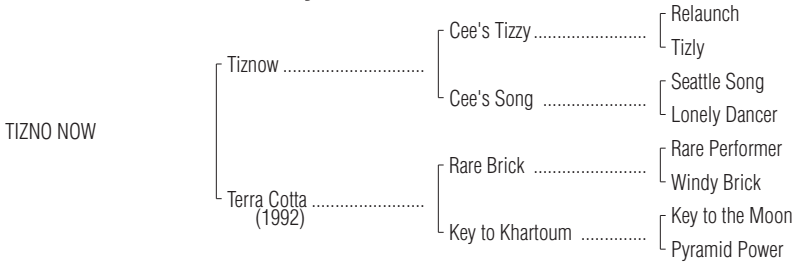 Relaunch
Cee's Tizzy ........................
Tizly
Tiznow ..............................
Seattle Song
Cee's Song ......................
Lonely Dancer
TIZNO NOW
Rare Performer
Rare Brick ........................
Windy Brick
Terra Cotta ........................
(1992)
Key to the Moon
Key to Khartoum ..............
Pyramid Power